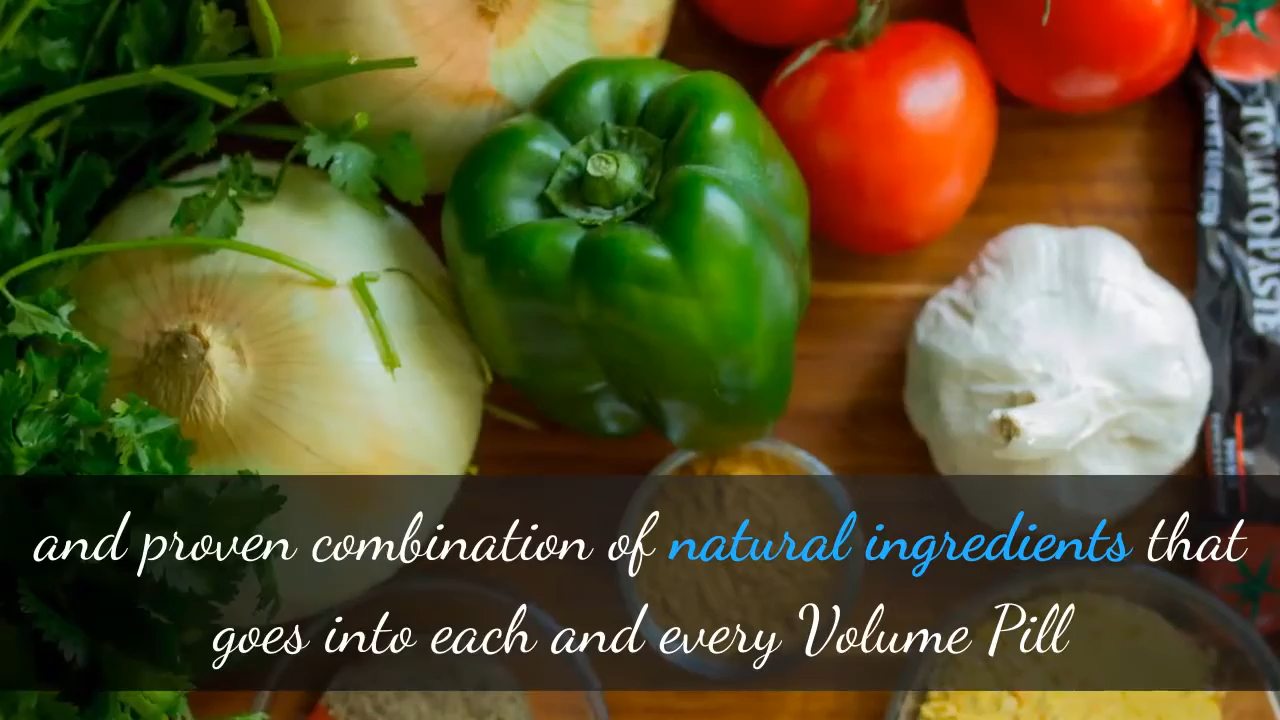 TOMATO PASTE
and proven combination of natural ingredients that
goes into each and every Volume Pill